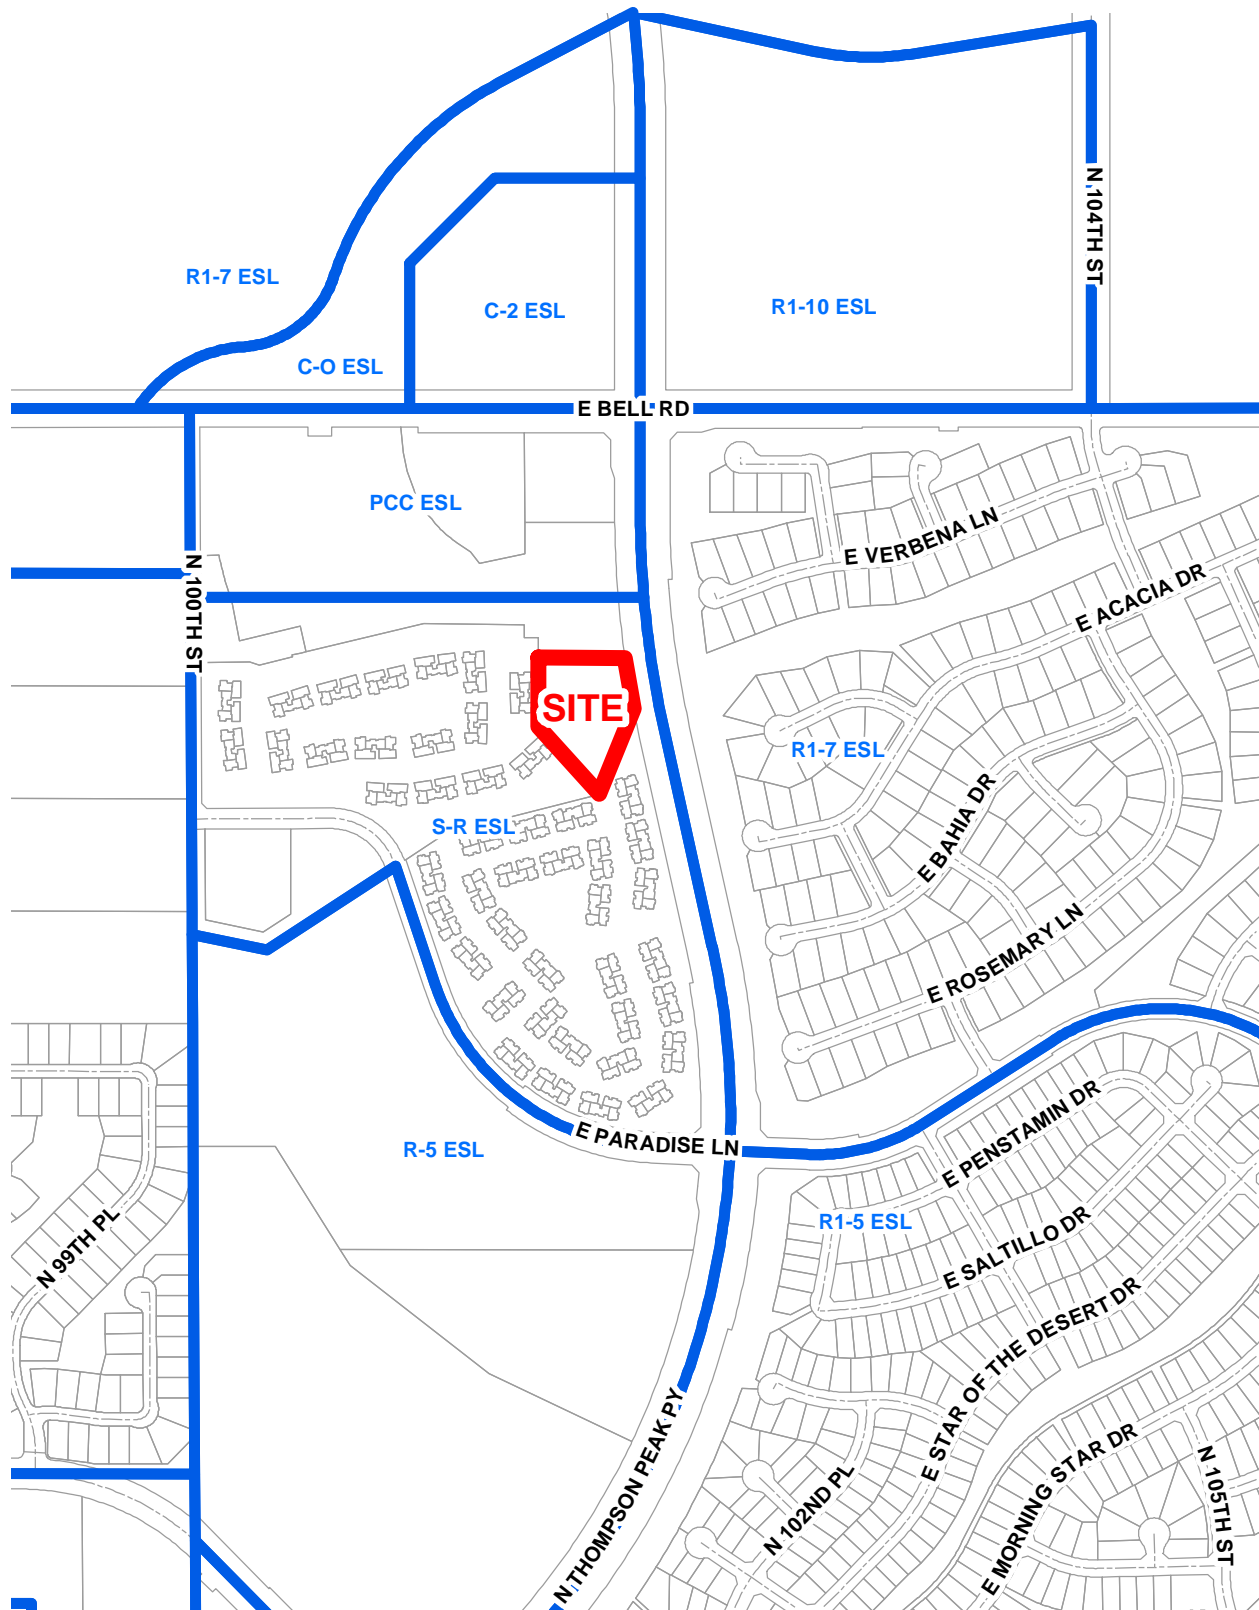 N 104TH ST
R1-7 ESL
C-2 ESL
R1-10 ESL
C-O ESL
E BELL RD
PCC ESL
E VERBENA LN
N 100TH ST
E ACACIA DR
SITE
R1-7 ESL
E BAHIA DR
S-R ESL
E ROSEMARY LN
E PENSTAMIN DR
E PARADISE LN
R-5 ESL
R1-5 ESL
N 99TH PL
E SALTILLO DR
E STAR OF THE DESERT DR
N THOMPSON PEAK PY
E MORNING STAR DR
N 102ND PL
N 105TH ST